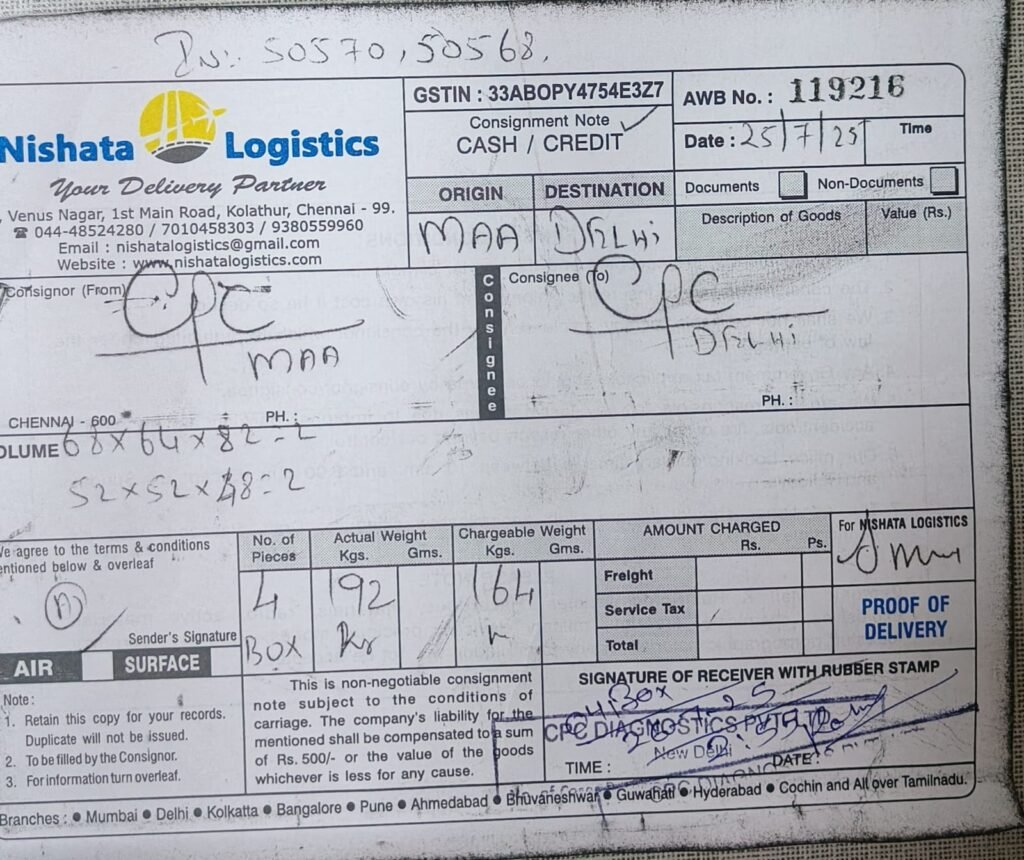 IN: 50570, 50568.
Nishata Logistics
Your Delivery Partner
Venus Nagar, 1st Main Road, Kolathur, Chennai - 99.
☎ 044-48524280 / 7010458303 / 9380559960
Email : nishatalogistics@gmail.com
Website : www.nishatalogistics.com
GSTIN : 33ABOPY4754E3Z7
Consignment Note
CASH / CREDIT ✓
AWB No. : 119216
Date : 25/7/25
Time
ORIGIN
DESTINATION
MAA
DELHI
Documents
Non-Documents
Description of Goods
Value (Rs.)
Consignor (From)
CPC
MAA
CHENNAI - 600
PH. :
Consignee
Consignee (To)
CPC
DELHI
PH. :
OLUME 68x64x82=2
52x52x48=2
We agree to the terms & conditions
entioned below & overleaf
Sender's Signature
AIR
SURFACE
No. of
Pieces
4
BOX
Actual Weight
Kgs. Gms.
192
Kg
Chargeable Weight
Kgs. Gms.
164
AMOUNT CHARGED
Rs. Ps.
Freight
Service Tax
Total
For NISHATA LOGISTICS
PROOF OF
DELIVERY
Note :
1. Retain this copy for your records.
Duplicate will not be issued.
2. To be filled by the Consignor.
3. For information turn overleaf.
This is non-negotiable consignment
note subject to the conditions of
carriage. The company's liability for the
mentioned shall be compensated to a sum
of Rs. 500/- or the value of the goods
whichever is less for any cause.
SIGNATURE OF RECEIVER WITH RUBBER STAMP
Box
CPC DIAGNOSTICS PVT LTD
New Delhi
TIME :
DATE :
Branches : ● Mumbai ● Delhi ● Kolkatta ● Bangalore ● Pune ● Ahmedabad ● Bhuvaneshwar ● Guwahati ● Hyderabad ● Cochin and All over Tamilnadu.